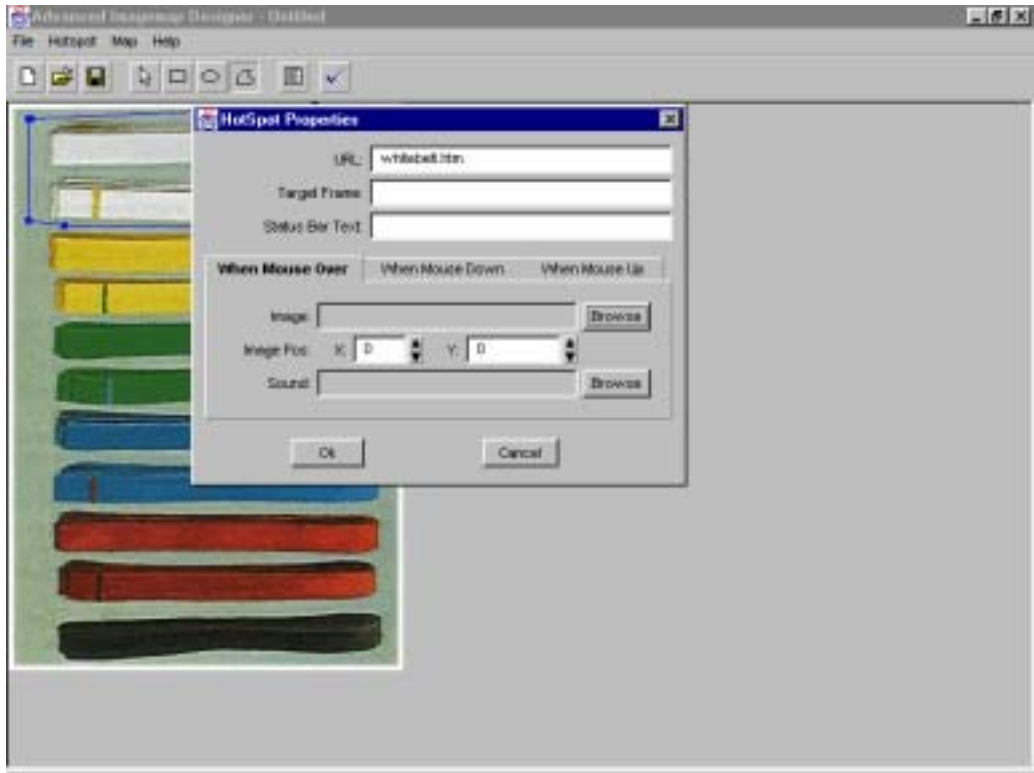 Advanced Imagemap Designer - Untitled
File Hotspot Map Help
HotSpot Properties
URL: whitebelt.htm
Target Frame:
Status Bar Text:
When Mouse Over When Mouse Down When Mouse Up
Image: Browse
Image Pos: X: 0 Y: 0
Sound: Browse
Ok Cancel